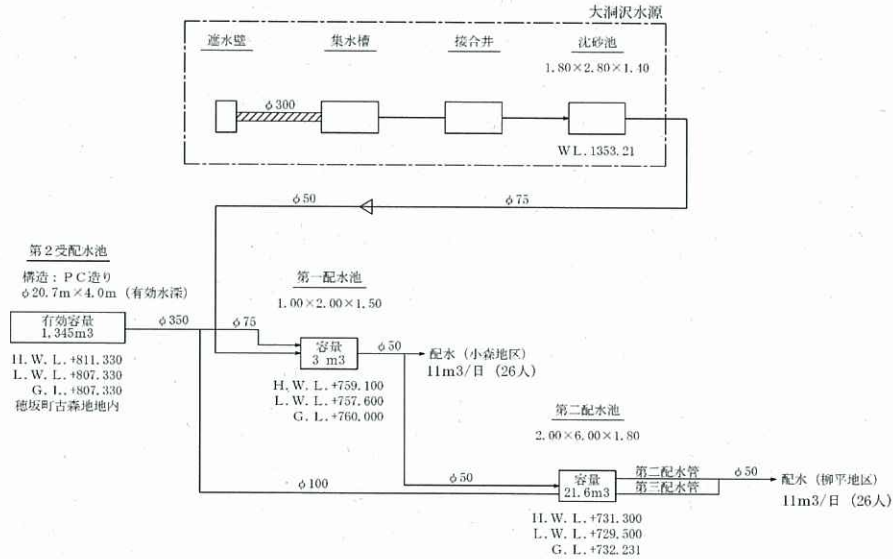 大洞沢水源
遮水壁
集水槽
接合井
沈砂池
1.80×2.80×1.40
φ300
WL.1353.21
φ50
φ75
第2受配水池
構造：PC造り
φ20.7m×4.0m (有効水深)
有効容量
1,345m3
H.W.L.+811.330
L.W.L.+807.330
G.L.+807.330
穂坂町古森地地内
φ350
φ75
第一配水池
1.00×2.00×1.50
容量
3 m3
φ50
配水 (小森地区)
11m3/日 (26人)
H.W.L.+759.100
L.W.L.+757.600
G.L.+760.000
第二配水池
2.00×6.00×1.80
φ50
φ100
容量
21.6m3
第二配水管
第三配水管
φ50
配水 (柳平地区)
11m3/日 (26人)
H.W.L.+731.300
L.W.L.+729.500
G.L.+732.231